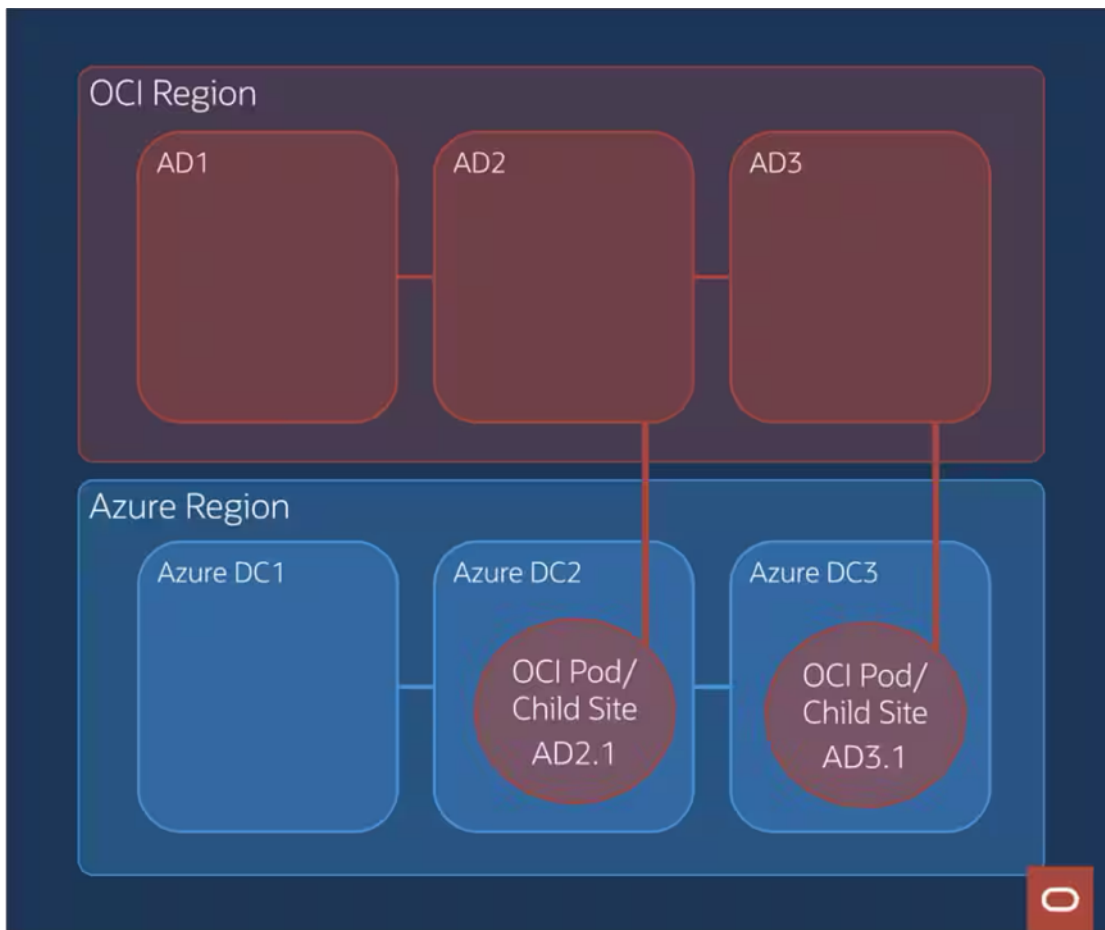 OCI Region
AD1
AD2
AD3
Azure Region
Azure DC1
Azure DC2
Azure DC3
OCI Pod/
Child Site
AD2.1
OCI Pod/
Child Site
AD3.1